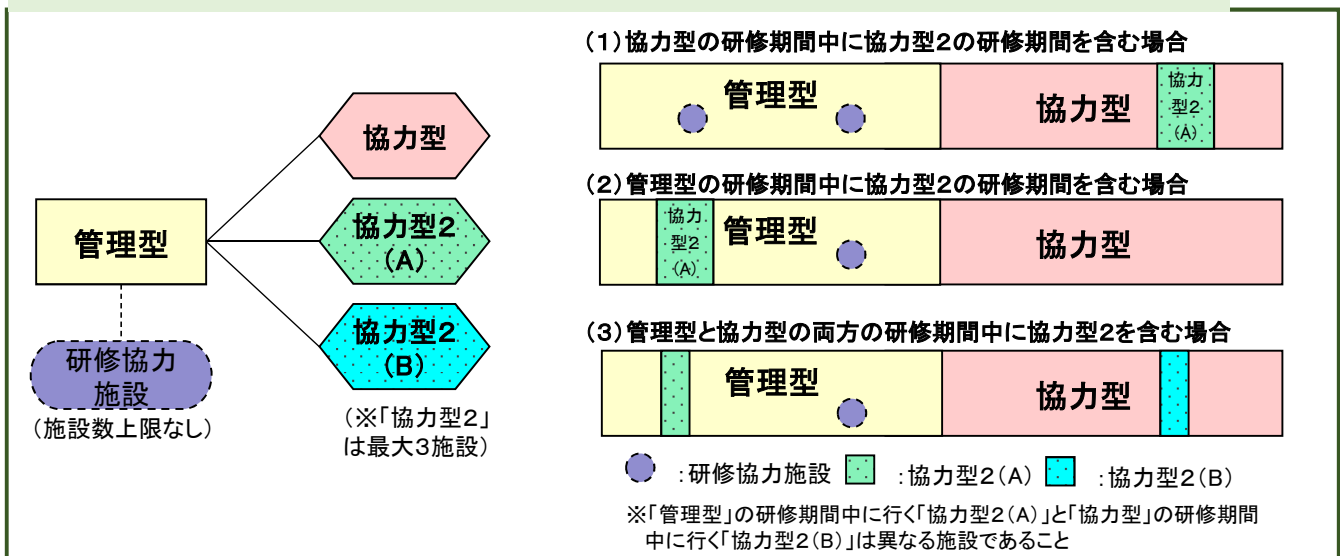 管理型
研修協力
施設
(施設数上限なし)
協力型
協力型2
(A)
協力型2
(B)
(※「協力型2」
は最大3施設)
(1)協力型の研修期間中に協力型2の研修期間を含む場合
管理型
協力型
協力
型2
(A)
(2)管理型の研修期間中に協力型2の研修期間を含む場合
協力
型2
(A)
管理型
協力型
(3)管理型と協力型の両方の研修期間中に協力型2を含む場合
管理型
協力型
:研修協力施設
:協力型2(A)
:協力型2(B)
※「管理型」の研修期間中に行く「協力型2(A)」と「協力型」の研修期間
中に行く「協力型2(B)」は異なる施設であること